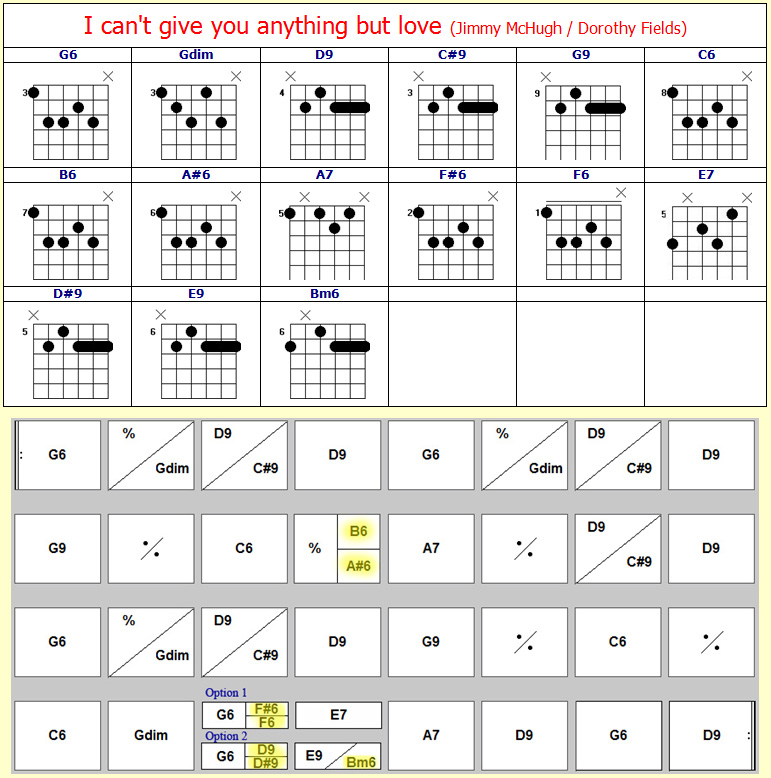 I can't give you anything but love (Jimmy McHugh / Dorothy Fields)
G6 Gdim D9 C#9 G9 C6
3 3 4 3 9 8
B6 A#6 A7 F#6 F6 E7
7 6 5 2 1 5
D#9 E9 Bm6
5 6 6
: G6 % Gdim D9 C#9 D9 G6 % Gdim D9 C#9 D9
G9 % C6 % B6 A#6 A7 % D9 C#9 D9
G6 % Gdim D9 C#9 D9 G9 % C6 %
Option 1
C6 Gdim G6 F#6 F6 E7 A7 D9 G6 D9 :
Option 2
G6 D9 D#9 E9 Bm6